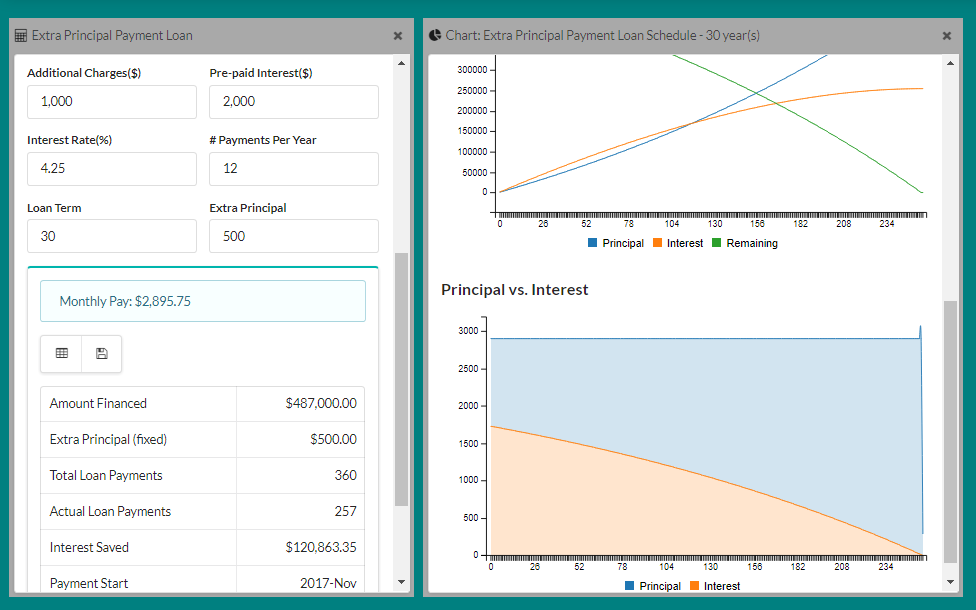 Extra Principal Payment Loan
Additional Charges($) Pre-paid Interest($)
1,000 2,000
Interest Rate(%) # Payments Per Year
4.25 12
Loan Term Extra Principal
30 500
Monthly Pay: $2,895.75
Amount Financed $487,000.00
Extra Principal (fixed) $500.00
Total Loan Payments 360
Actual Loan Payments 257
Interest Saved $120,863.35
Payment Start 2017-Nov
Chart: Extra Principal Payment Loan Schedule - 30 year(s)
300000
250000
200000
150000
100000
50000
0
0 26 52 78 104 130 156 182 208 234
Principal Interest Remaining
Principal vs. Interest
3000
2500
2000
1500
1000
500
0
0 26 52 78 104 130 156 182 208 234
Principal Interest